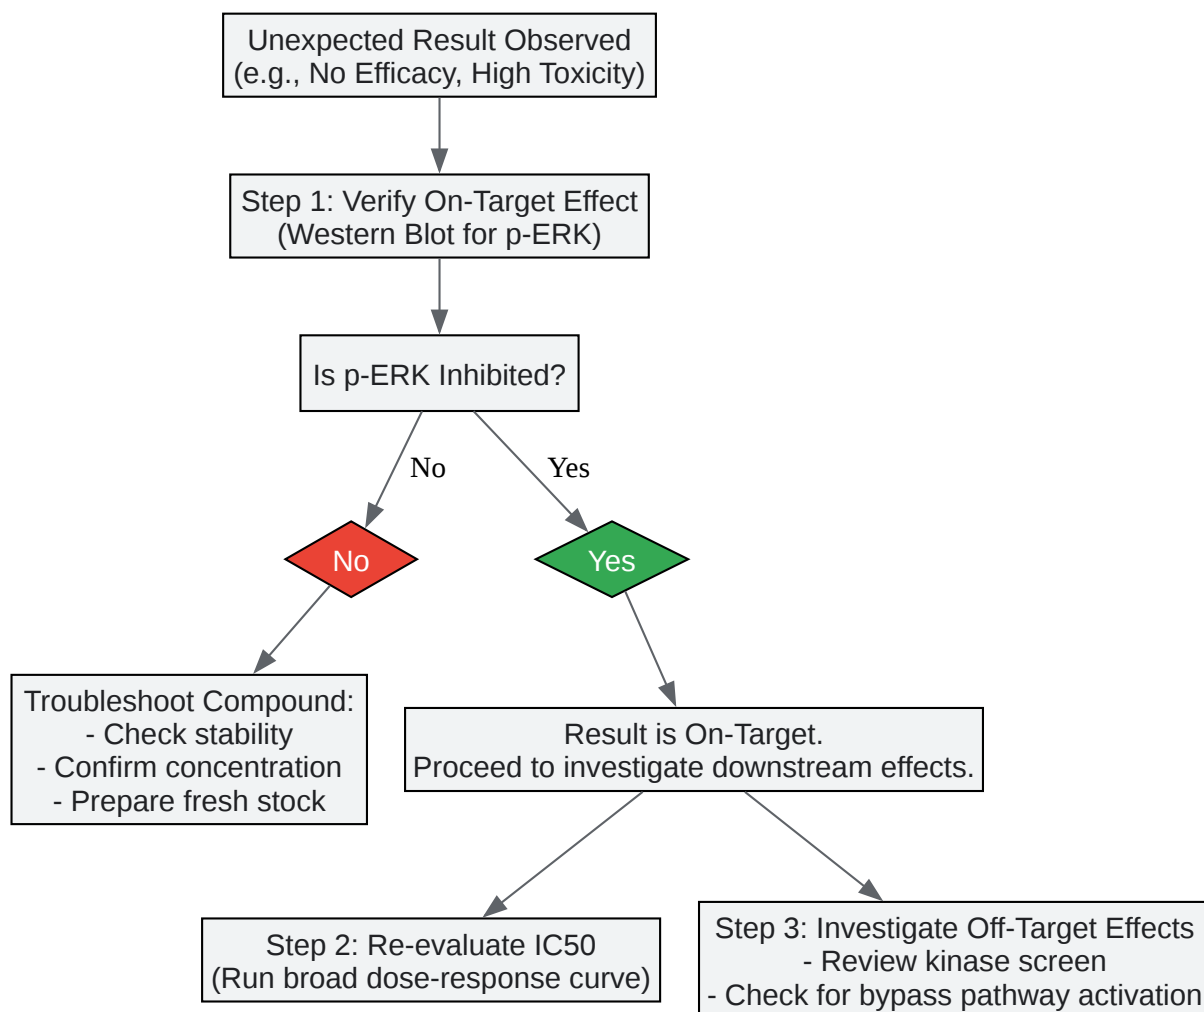 Unexpected Result Observed
(e.g., No Efficacy, High Toxicity)
Step 1: Verify On-Target Effect
(Western Blot for p-ERK)
Is p-ERK Inhibited?
No
Yes
No
Yes
Troubleshoot Compound:
- Check stability
- Confirm concentration
- Prepare fresh stock
Result is On-Target.
Proceed to investigate downstream effects.
Step 2: Re-evaluate IC50
(Run broad dose-response curve)
Step 3: Investigate Off-Target Effects
- Review kinase screen
- Check for bypass pathway activation